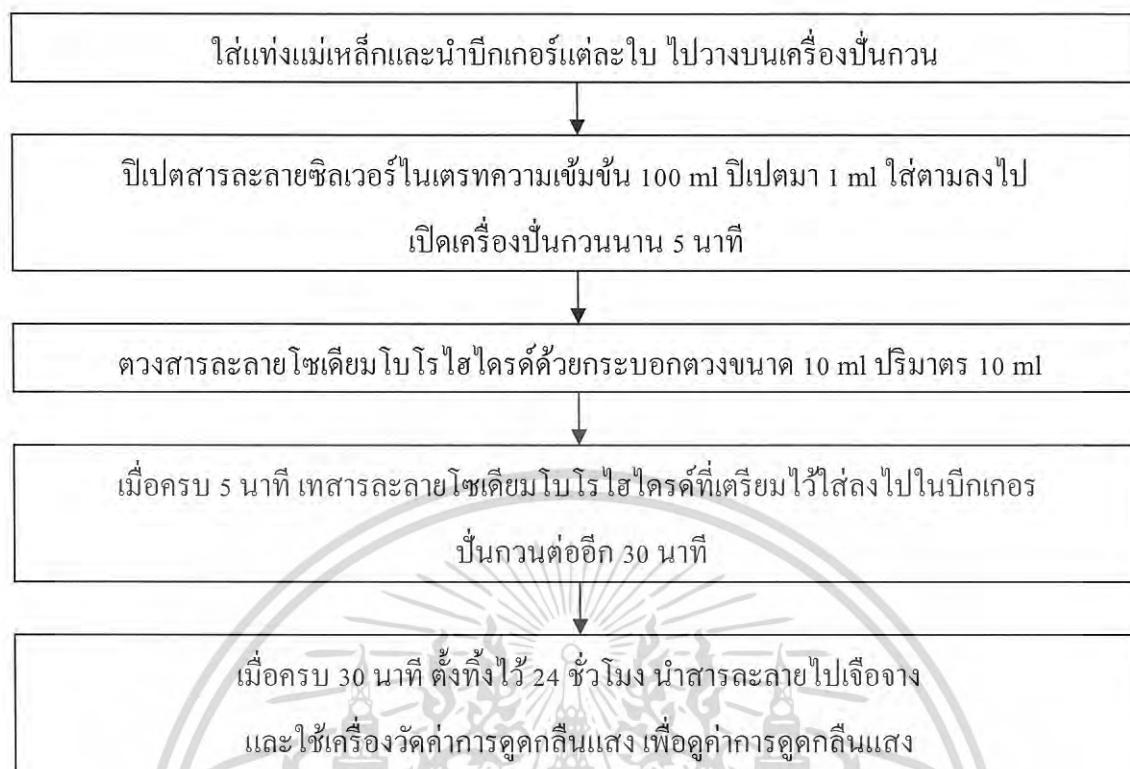 ใส่แท่งแม่เหล็กและนำบีกเกอร์แต่ละใบ ไปวางบนเครื่องปั่นกวน
ปิเปตสารละลายซิลเวอร์ไนเตรทความเข้มข้น 100 ml ปิเปตมา 1 ml ใส่ตามลงไป
เปิดเครื่องปั่นกวนนาน 5 นาที
ตวงสารละลายโซเดียมโบโรไฮไดรด์ด้วยกระบอกตวงขนาด 10 ml ปริมาตร 10 ml
เมื่อครบ 5 นาที เทสารละลายโซเดียมโบโรไฮไดรด์ที่เตรียมไว้ใส่ลงไปในบีกเกอร
ปั่นกวนต่ออีก 30 นาที
เมื่อครบ 30 นาที ตั้งทิ้งไว้ 24 ชั่วโมง นำสารละลายไปเจือจาง
และใช้เครื่องวัดค่าการดูดกลืนแสง เพื่อดูค่าการดูดกลืนแสง